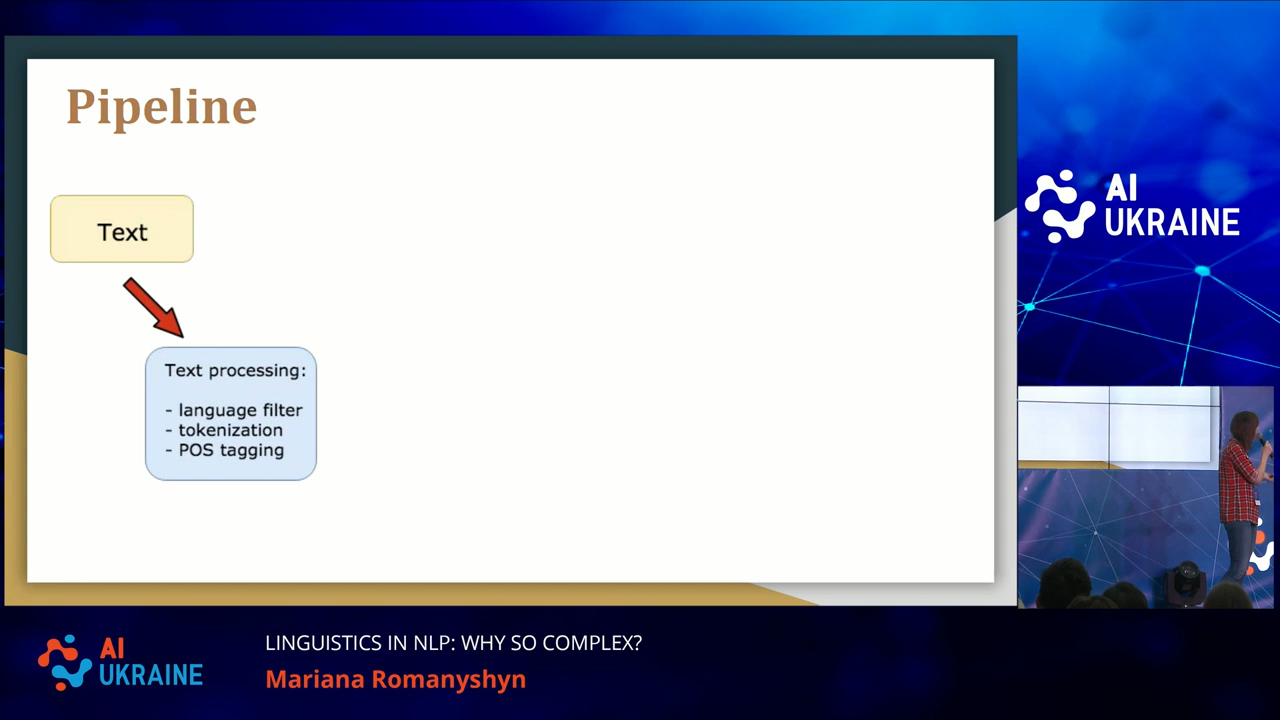 Pipeline
Text
Text processing:
- language filter
- tokenization
- POS tagging
AI
UKRAINE
AI
UKRAINE
LINGUISTICS IN NLP: WHY SO COMPLEX?
Mariana Romanyshyn